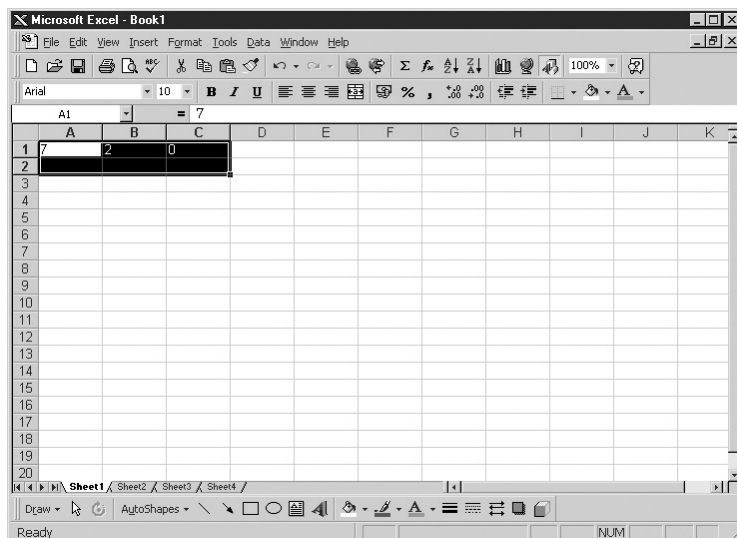 Microsoft Excel - Book1
File Edit View Insert Format Tools Data Window Help
100%
Arial 10 B I U
A1 = 7
A B C D E F G H I J K
1 7 2 0
2
3
4
5
6
7
8
9
10
11
12
13
14
15
16
17
18
19
20
Sheet1 Sheet2 Sheet3 Sheet4
Draw AutoShapes
Ready NUM